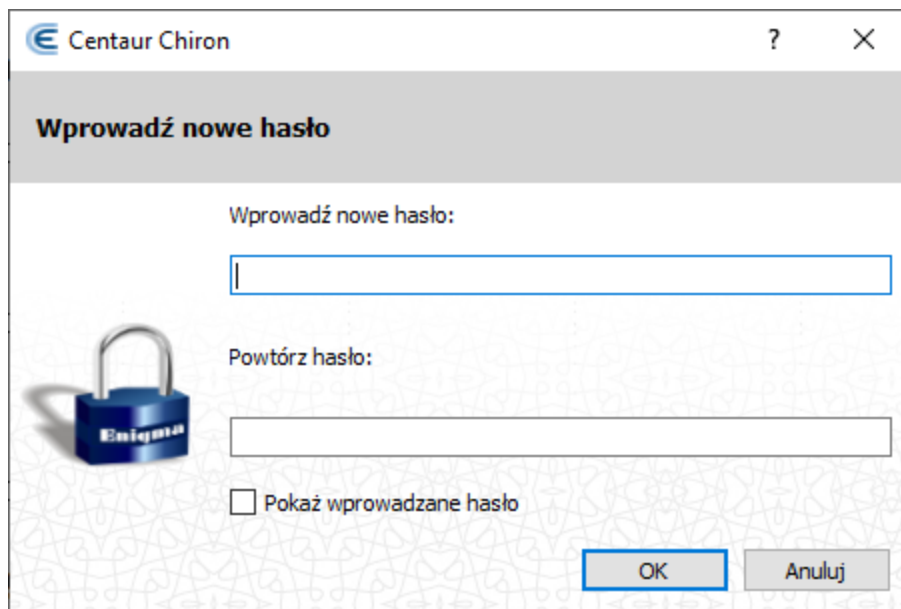 Centaur Chiron
Wprowadź nowe hasło
Wprowadź nowe hasło:
Powtórz hasło:
Enigma
Pokaż wprowadzane hasło
OK
Anuluj